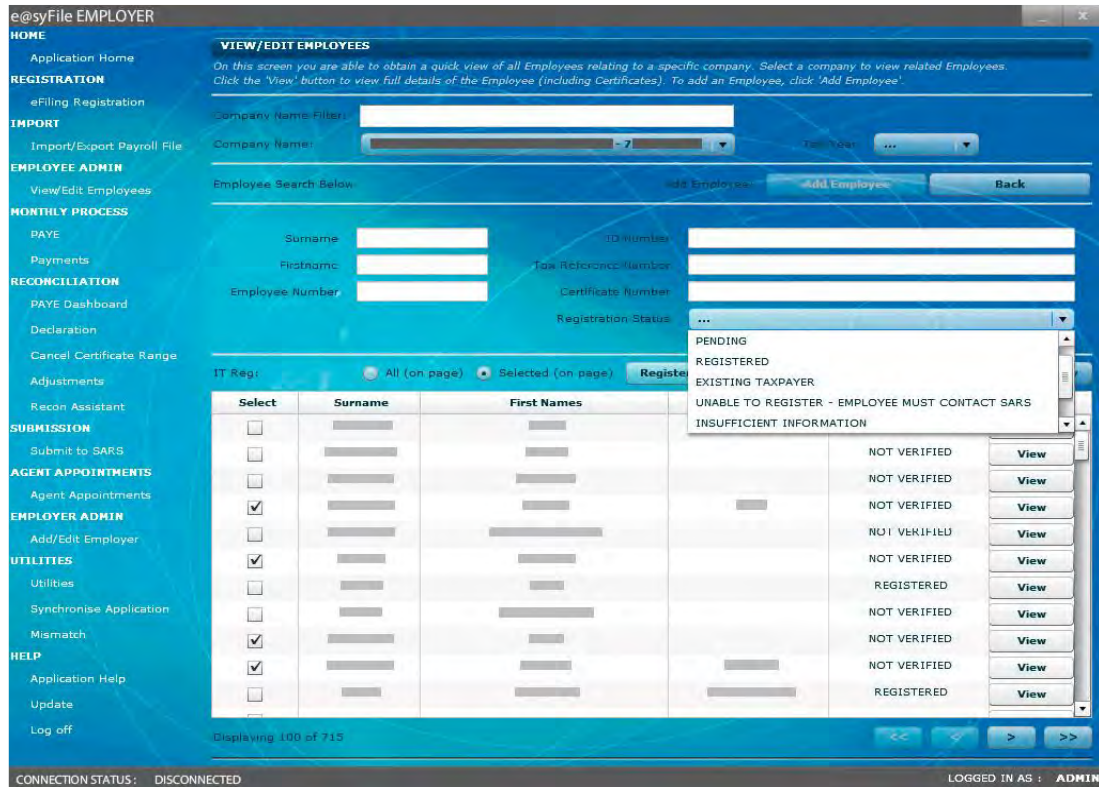 e@syFile EMPLOYER
HOME
Application Home
REGISTRATION
eFiling Registration
IMPORT
Import/Export Payroll File
EMPLOYEE ADMIN
View/Edit Employees
MONTHLY PROCESS
PAYE
Payments
RECONCILIATION
PAYE Dashboard
Declaration
Cancel Certificate Range
Adjustments
Recon Assistant
SUBMISSION
Submit to SARS
AGENT APPOINTMENTS
Agent Appointments
EMPLOYER ADMIN
Add/Edit Employer
UTILITIES
Utilities
Synchronise Application
Mismatch
HELP
Application Help
Update
Log off
VIEW/EDIT EMPLOYEES
On this screen you are able to obtain a quick view of all Employees relating to a specific company. Select a company to view related Employees.
Click the 'View' button to view full details of the Employee (including Certificates). To add an Employee, click 'Add Employee'.
Company Name Filter:
Company Name: - 7 Tax Year: ...
Employee Search Below Add Employee: Add Employee Back
Surname ID Number
Firstname Tax Reference Number
Employee Number Certificate Number
Registration Status ...
PENDING
REGISTERED
EXISTING TAXPAYER
UNABLE TO REGISTER - EMPLOYEE MUST CONTACT SARS
INSUFFICIENT INFORMATION
IT Reg: All (on page) Selected (on page)
Select Surname First Names
NOT VERIFIED View
NOT VERIFIED View
NOT VERIFIED View
NOT VERIFIED View
NOT VERIFIED View
REGISTERED View
NOT VERIFIED View
NOT VERIFIED View
NOT VERIFIED View
REGISTERED View
Displaying 100 of 715 << < > >>
CONNECTION STATUS : DISCONNECTED LOGGED IN AS : ADMIN